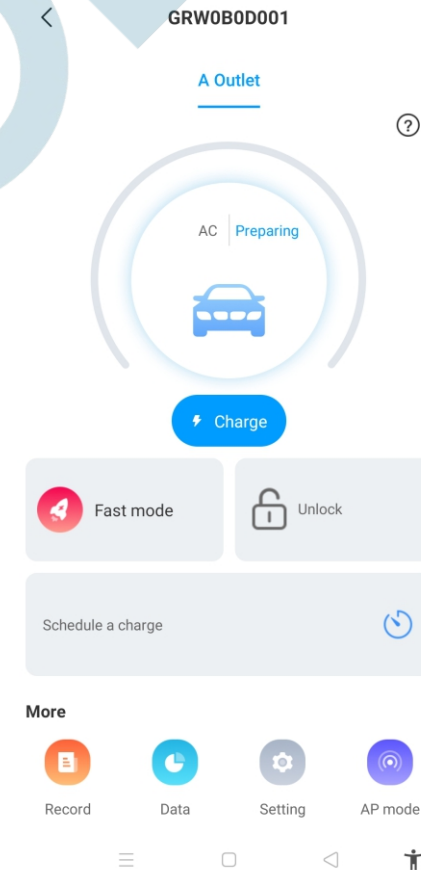 GRW0B0D001
A Outlet
?
AC Preparing
Charge
Fast mode
Unlock
Schedule a charge
More
Record
Data
Setting
AP mode